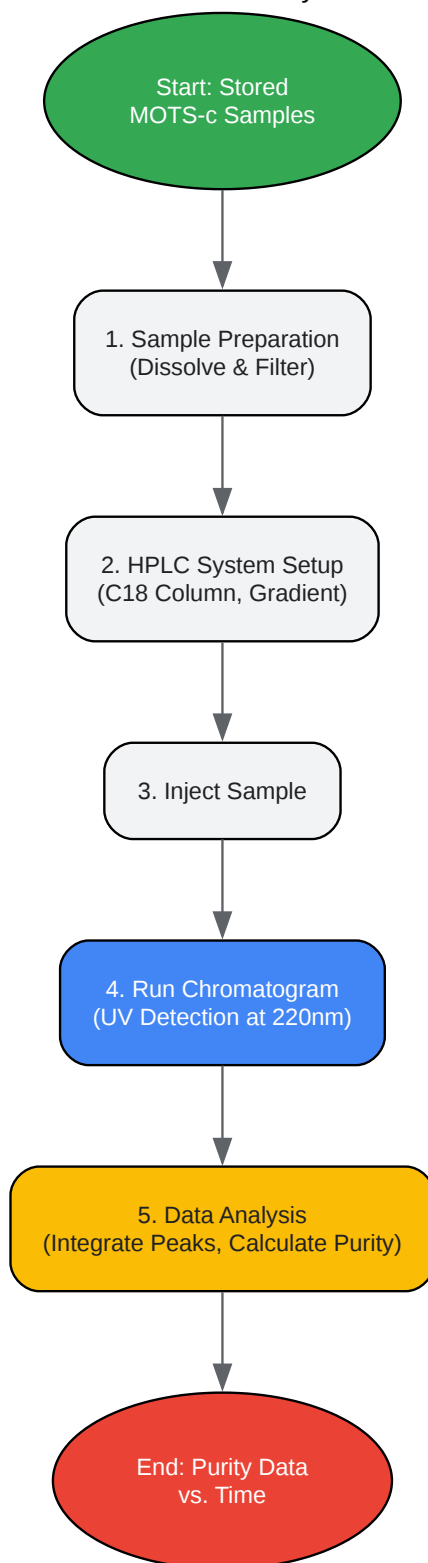 Start: Stored
MOTS-c Samples
1. Sample Preparation
(Dissolve & Filter)
2. HPLC System Setup
(C18 Column, Gradient)
3. Inject Sample
4. Run Chromatogram
(UV Detection at 220nm)
5. Data Analysis
(Integrate Peaks, Calculate Purity)
End: Purity Data
vs. Time